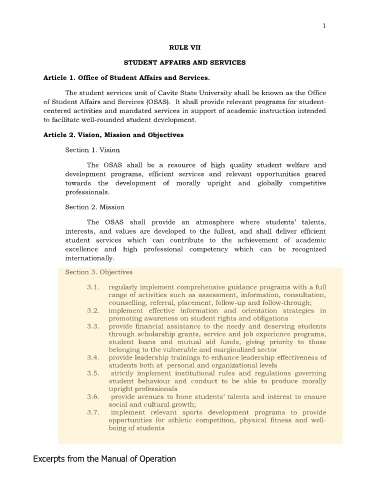 1
RULE VII
STUDENT AFFAIRS AND SERVICES
Article 1. Office of Student Affairs and Services.
The student services unit of Cavite State University shall be known as the Office
of Student Affairs and Services (OSAS). It shall provide relevant programs for student-
centered activities and mandated services in support of academic instruction intended
to facilitate well-rounded student development.
Article 2. Vision, Mission and Objectives
Section 1. Vision
The OSAS shall be a resource of high quality student welfare and
development programs, efficient services and relevant opportunities geared
towards the development of morally upright and globally competitive
professionals.
Section 2. Mission
The OSAS shall provide an atmosphere where students' talents,
interests, and values are developed to the fullest, and shall deliver efficient
student services which can contribute to the achievement of academic
excellence and high professional competency which can be recognized
internationally.
Section 3. Objectives
3.1. regularly implement comprehensive guidance programs with a full
range of activities such as assessment, information, consultation,
counselling, referral, placement, follow-up and follow-through;
3.2. implement effective information and orientation strategies in
promoting awareness on student rights and obligations
3.3. provide financial assistance to the needy and deserving students
through scholarship grants, service and job experience programs,
student loans and mutual aid funds, giving priority to those
belonging to the vulnerable and marginalized sector
3.4. provide leadership trainings to enhance leadership effectiveness of
students both at personal and organizational levels
3.5. strictly implement institutional rules and regulations governing
student behaviour and conduct to be able to produce morally
upright professionals
3.6. provide avenues to hone students' talents and interest to ensure
social and cultural growth;
3.7. implement relevant sports development programs to provide
opportunities for athletic competition, physical fitness and well-
being of students
Excerpts from the Manual of Operation